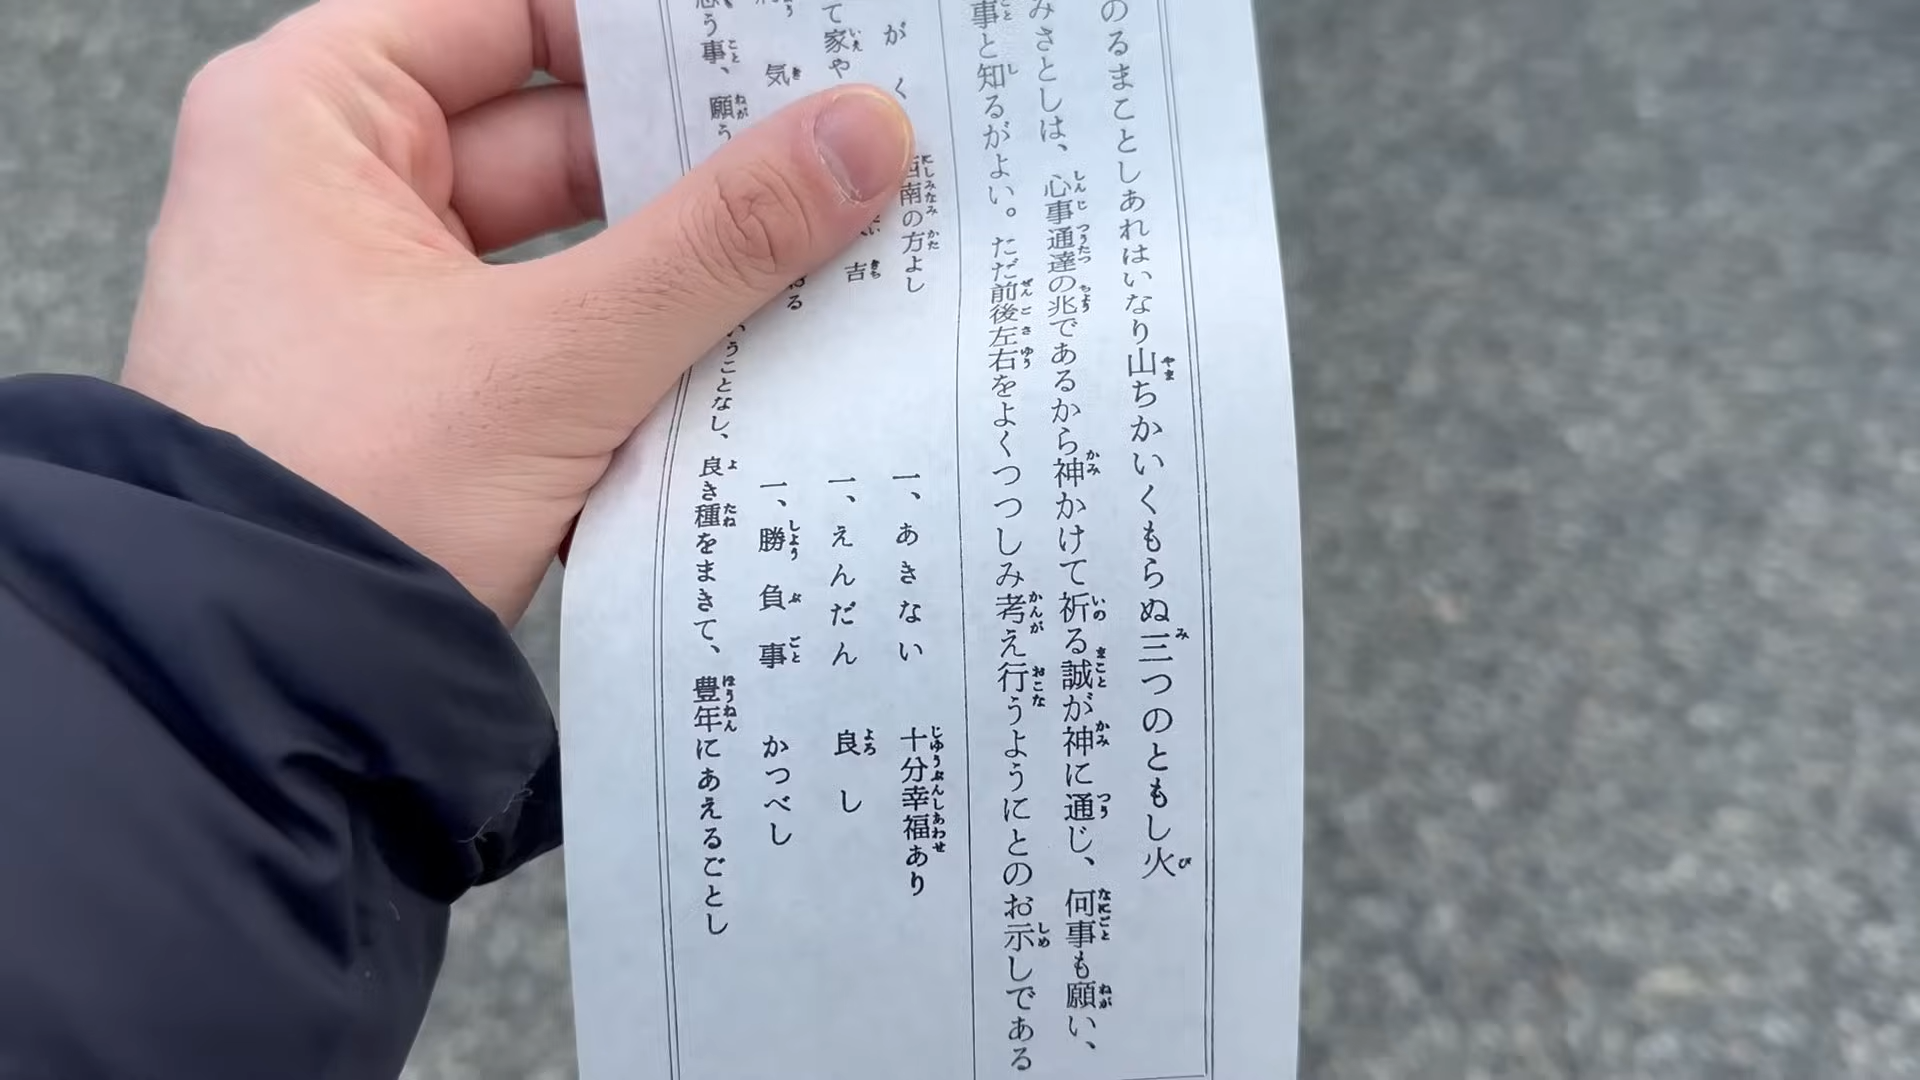 のるまことしあれはいなり山ちかいくもらぬ三つのともし火
みさとしは、心事通達の兆であるから神かけて祈る誠が神に通じ、何事も願い、
事と知るがよい。ただ前後左右をよくつつしみ考え行うようにとのお示しである
がく 西南の方よし
一、あきない 十分幸福あり
て家や 吉
一、えんだん 良し
気 る
一、勝負事 かつべし
思う事、願う いうことなし、良き種をまきて、豊年にあえるごとし